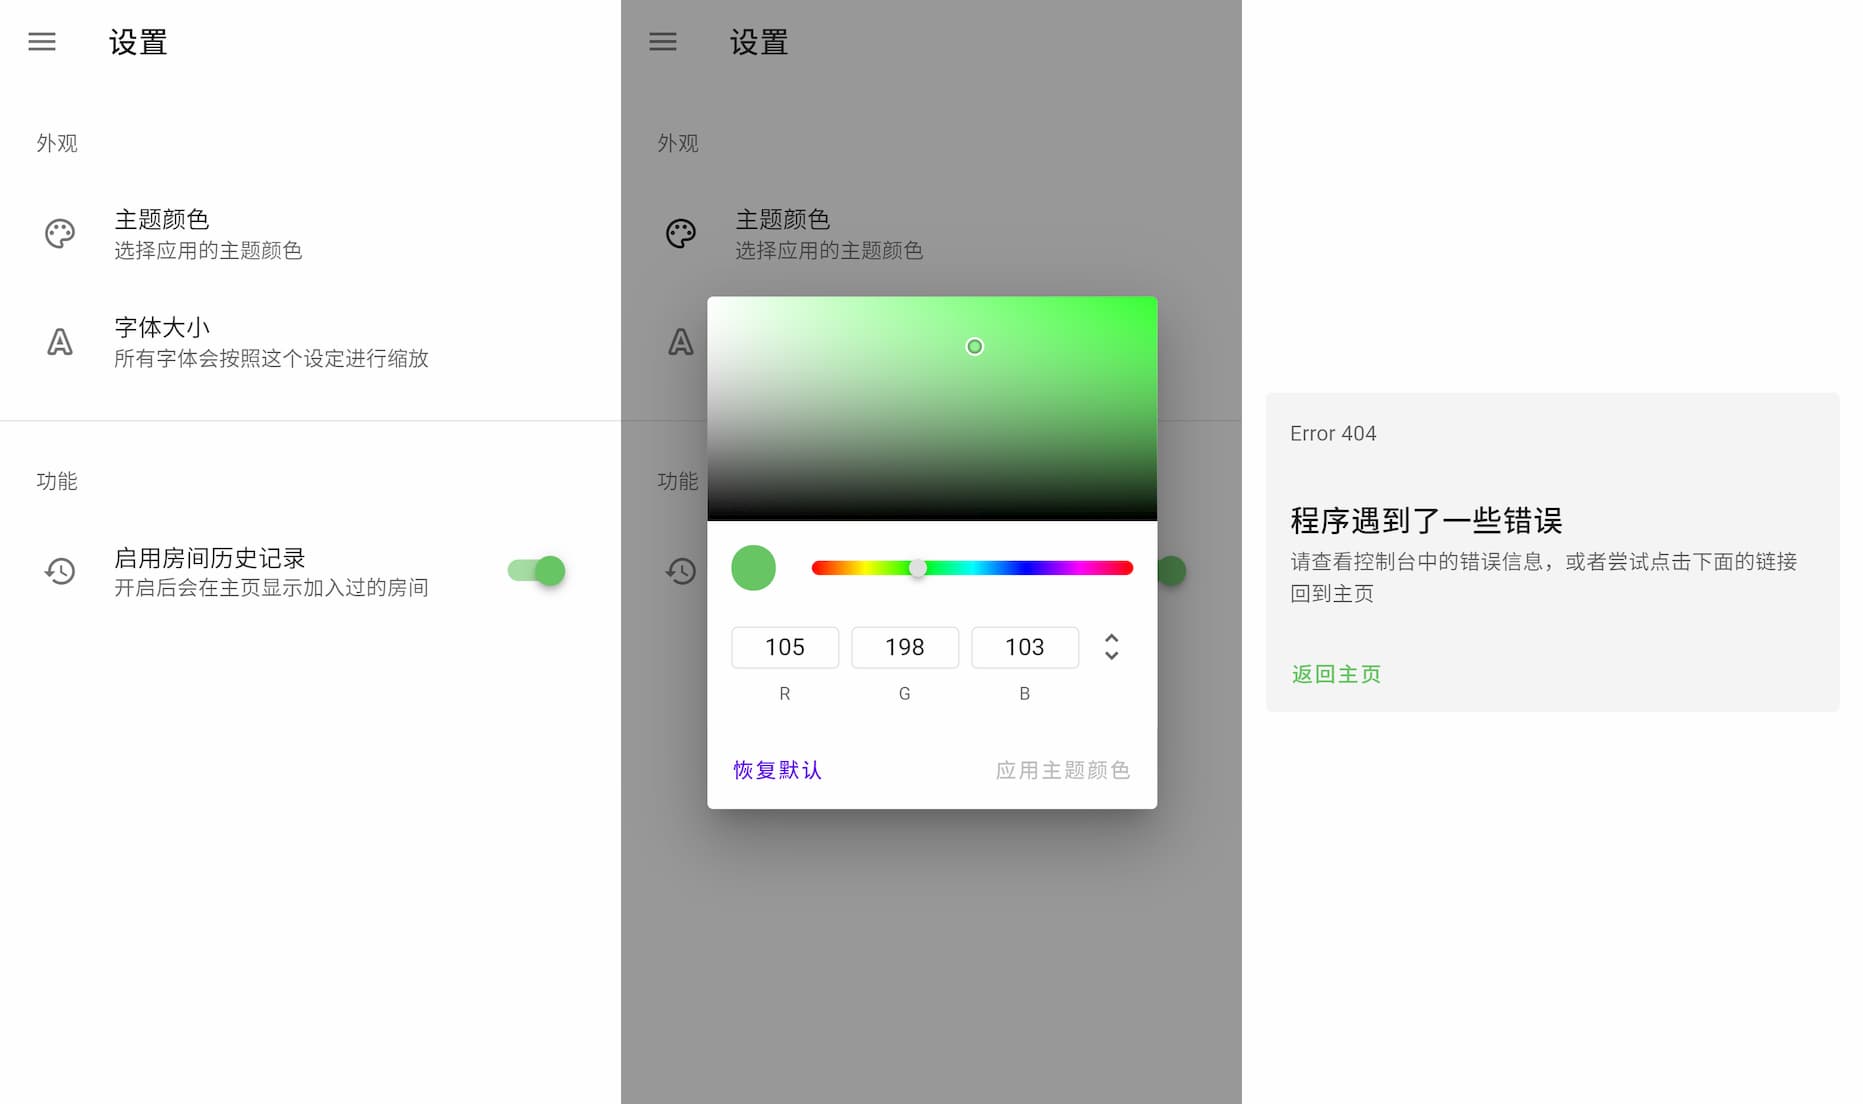 设置
外观
主题颜色
选择应用的主题颜色
字体大小
所有字体会按照这个设定进行缩放
功能
启用房间历史记录
开启后会在主页显示加入过的房间
设置
外观
主题颜色
选择应用的主题颜色
功能
105 198 103
R G B
恢复默认 应用主题颜色
Error 404
程序遇到了一些错误
请查看控制台中的错误信息，或者尝试点击下面的链接
回到主页
返回主页